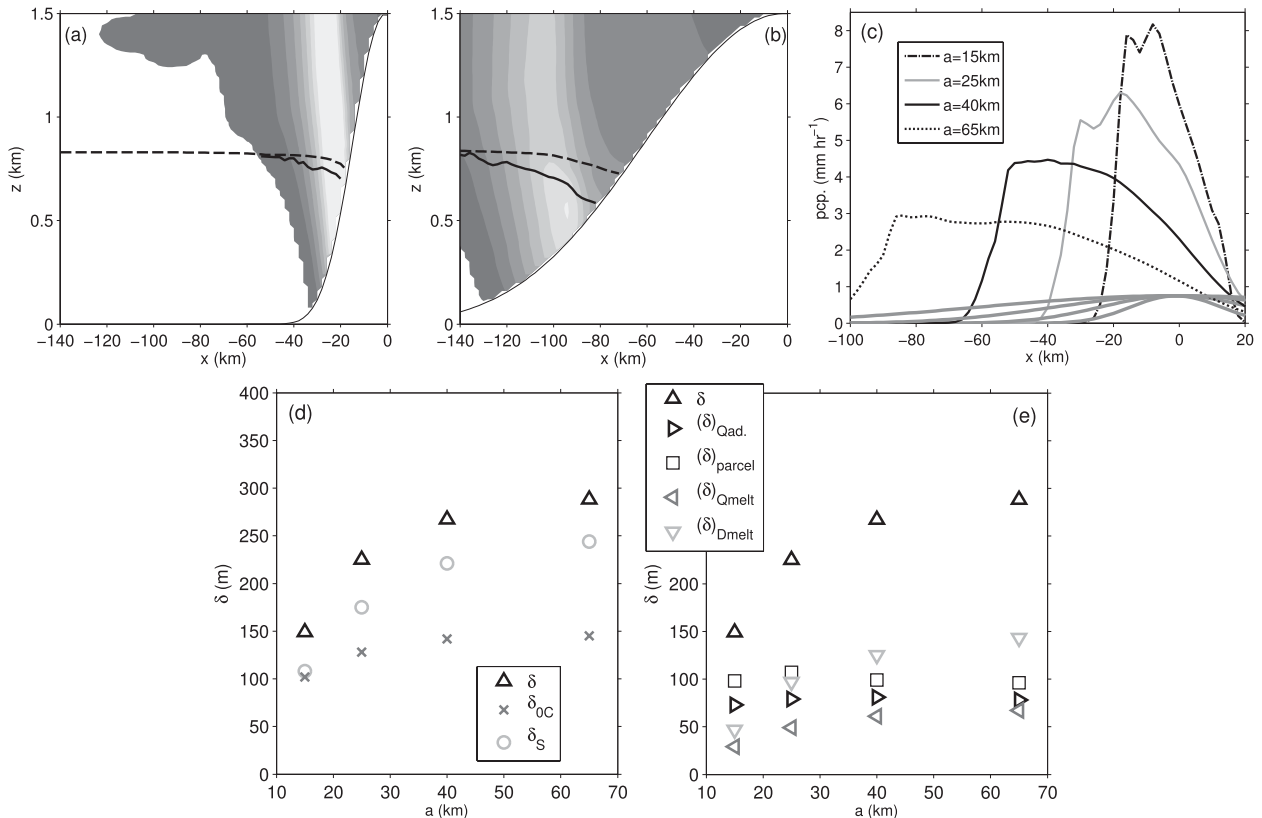 (a)
1.5
1
0.5
0
z (km)
−140 −120 −100 −80 −60 −40 −20 0
x (km)
(b)
1.5
1
0.5
0
z (km)
−140 −120 −100 −80 −60 −40 −20 0
x (km)
(c)
a=15km
a=25km
a=40km
a=65km
8
7
6
5
4
3
2
1
0
pcp. (mm hr⁻¹)
−100 −80 −60 −40 −20 0 20
x (km)
(d)
400
350
300
250
200
150
100
50
0
δ (m)
δ
δ0C
δS
10 20 30 40 50 60 70
a (km)
(e)
δ
(δ)Qad.
(δ)parcel
(δ)Qmelt
(δ)Dmelt
200
150
100
50
0
δ (m)
10 20 30 40 50 60 70
a (km)